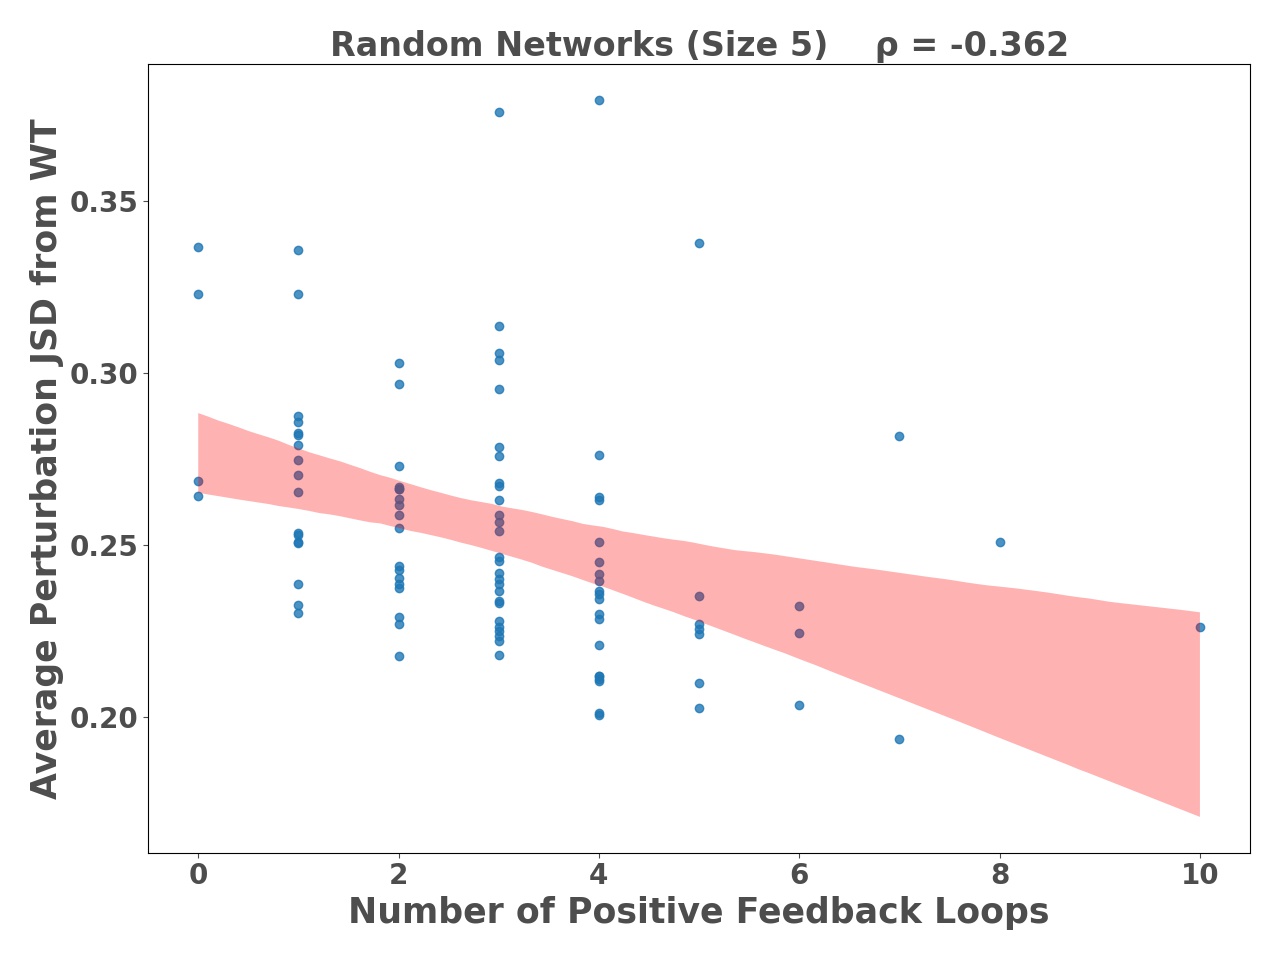 Random Networks (Size 5)    ρ = -0.362
Average Perturbation JSD from WT
0.35
0.30
0.25
0.20
0 2 4 6 8 10
Number of Positive Feedback Loops